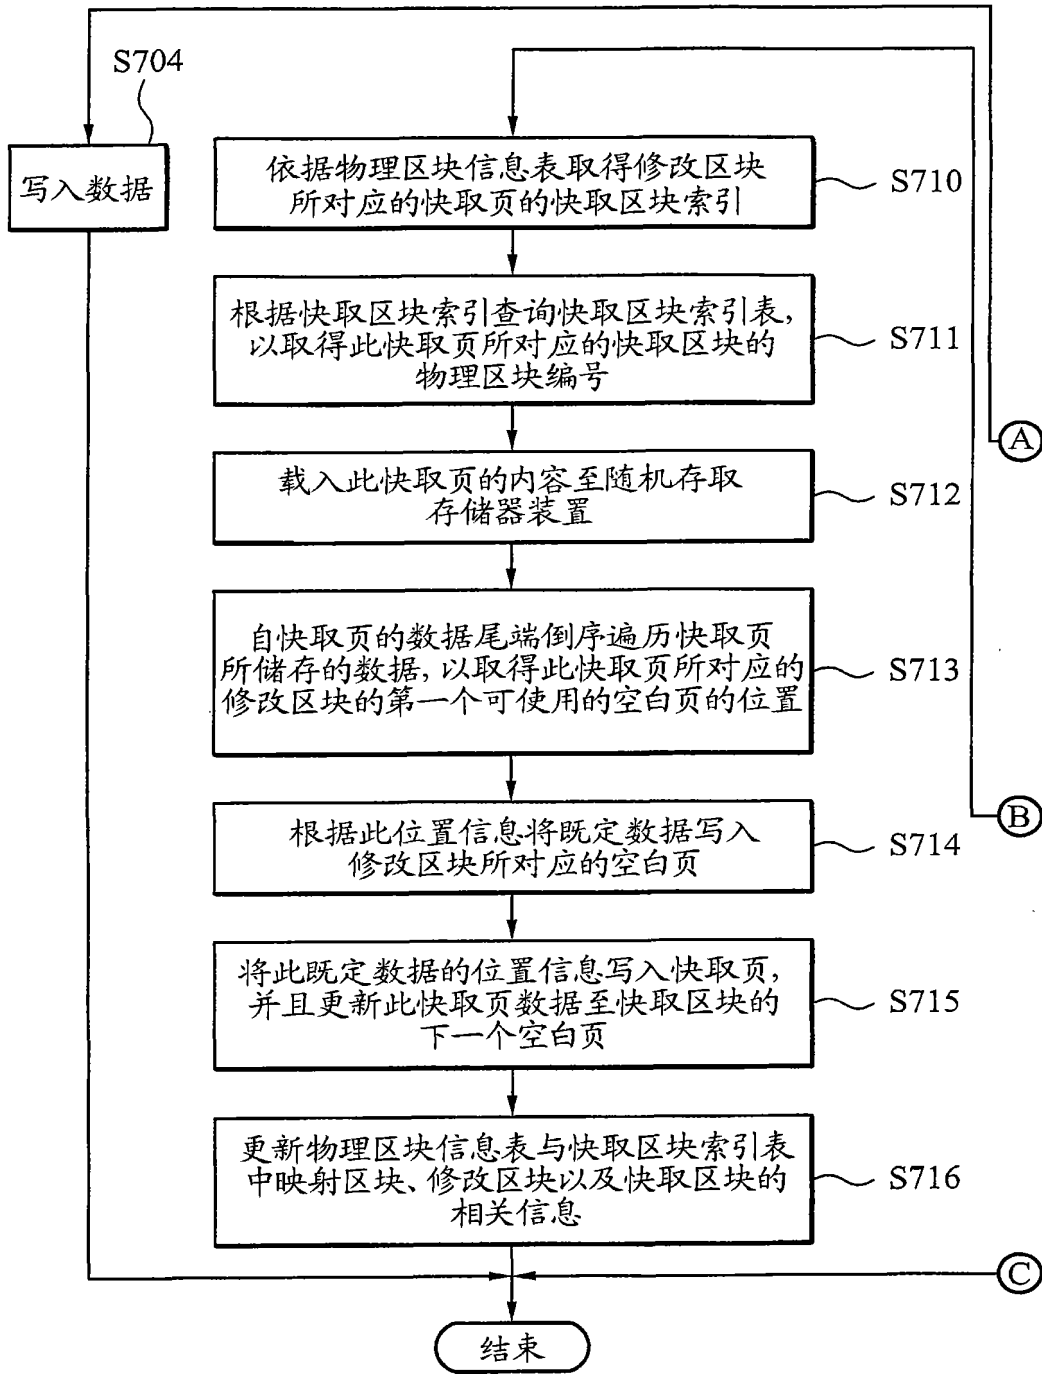 S704
写入数据
依据物理区块信息表取得修改区块
所对应的快取页的快取区块索引
S710
根据快取区块索引查询快取区块索引表,
以取得此快取页所对应的快取区块的
物理区块编号
S711
A
载入此快取页的内容至随机存取
存储器装置
S712
自快取页的数据尾端倒序遍历快取页
所储存的数据,以取得此快取页所对应的
修改区块的第一个可使用的空白页的位置
S713
B
根据此位置信息将既定数据写入
修改区块所对应的空白页
S714
将此既定数据的位置信息写入快取页,
并且更新此快取页数据至快取区块的
下一个空白页
S715
更新物理区块信息表与快取区块索引表
中映射区块、修改区块以及快取区块的
相关信息
S716
C
结束